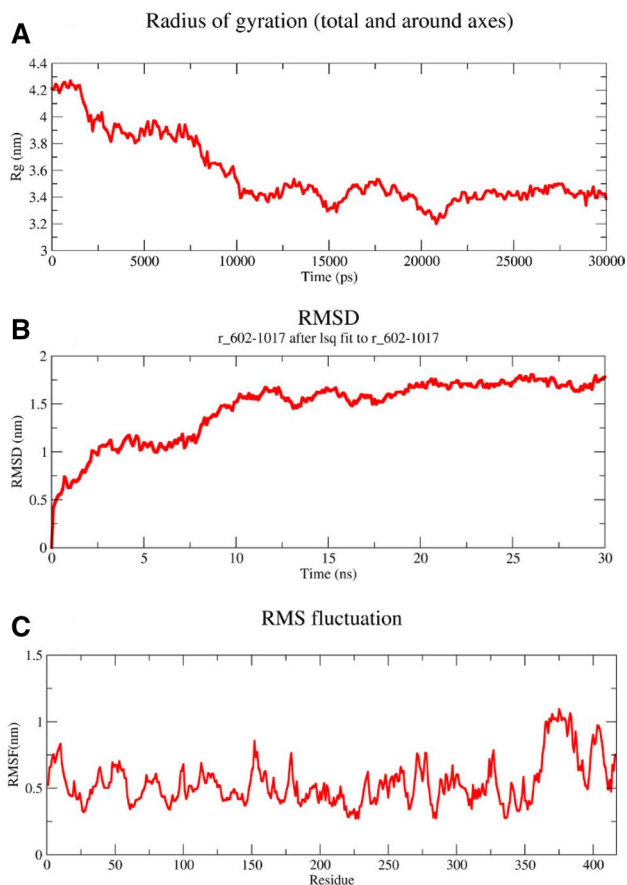 A
Radius of gyration (total and around axes)
4.4
4.2
4
3.8
3.6
3.4
3.2
3
Rg (nm)
0 5000 10000 15000 20000 25000 30000
Time (ps)
B
RMSD
r_602-1017 after lsq fit to r_602-1017
2
1.5
1
0.5
0
RMSD (nm)
0 5 10 15 20 25 30
Time (ns)
C
RMS fluctuation
1.5
1
0.5
0
RMSF(nm)
0 50 100 150 200 250 300 350 400
Residue